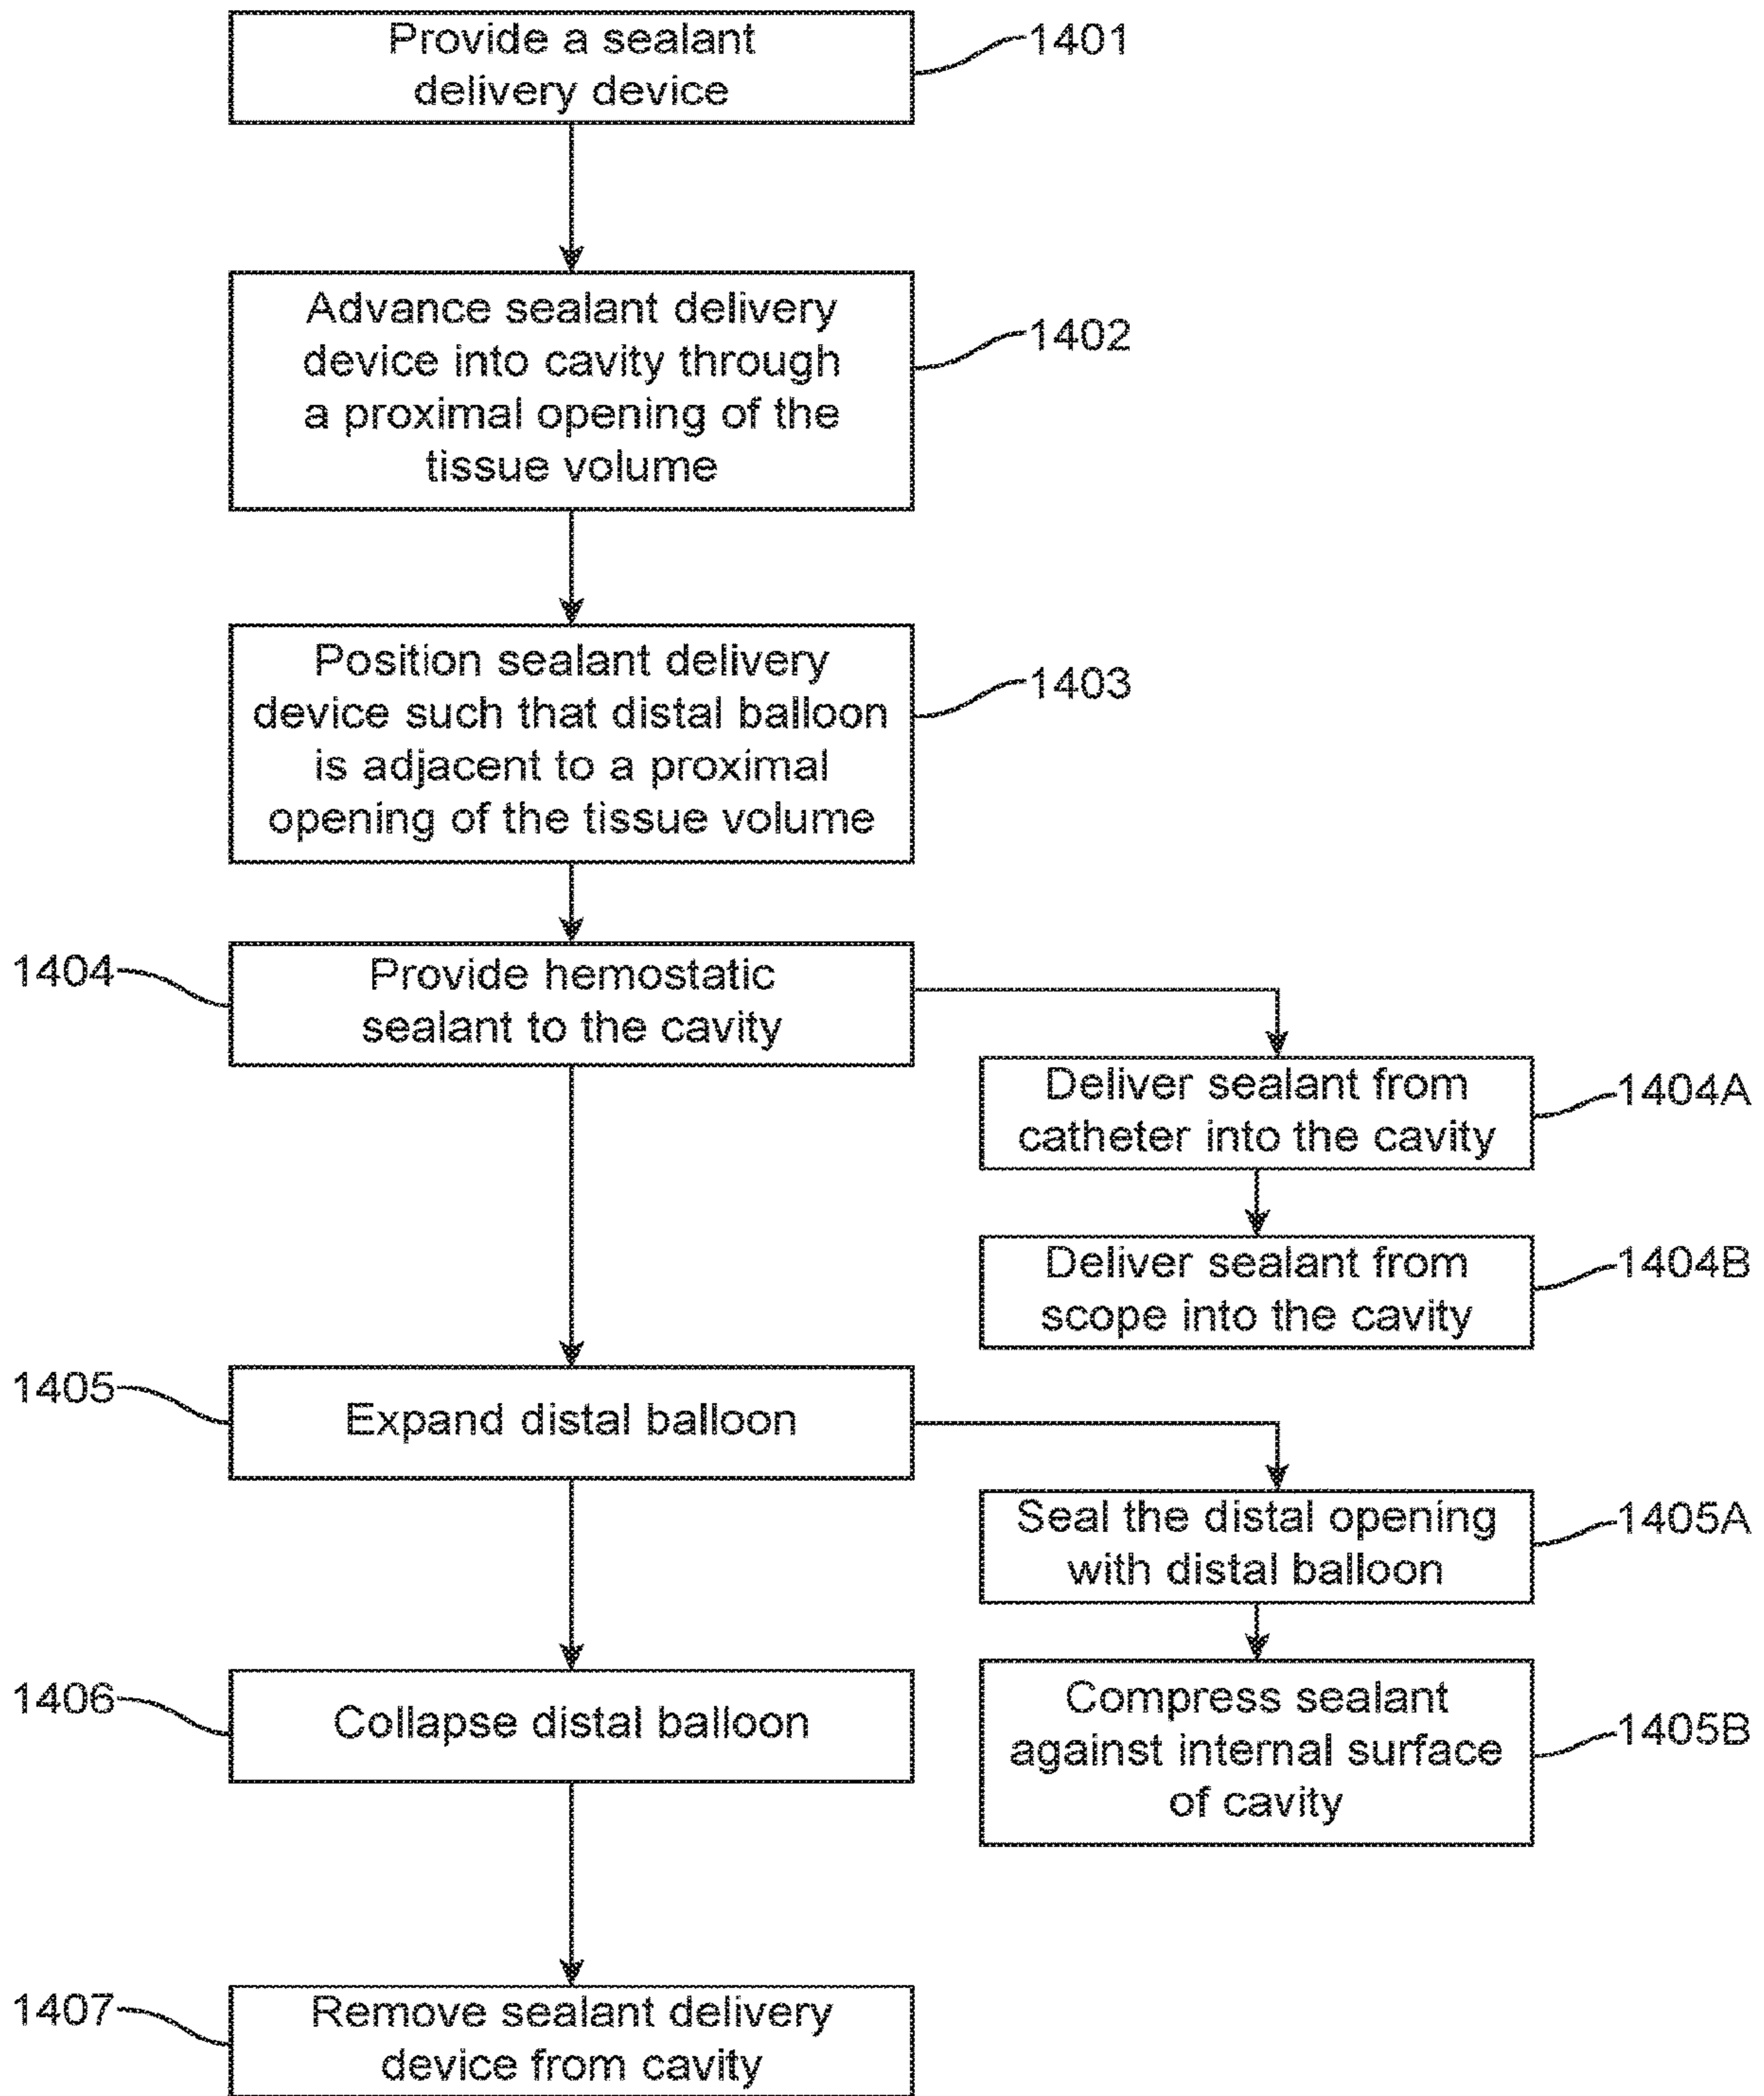 Provide a sealant
delivery device
1401
Advance sealant delivery
device into cavity through
a proximal opening of the
tissue volume
1402
Position sealant delivery
device such that distal balloon
is adjacent to a proximal
opening of the tissue volume
1403
1404
Provide hemostatic
sealant to the cavity
Deliver sealant from
catheter into the cavity
1404A
Deliver sealant from
scope into the cavity
1404B
1405
Expand distal balloon
Seal the distal opening
with distal balloon
1405A
Compress sealant
against internal surface
of cavity
1405B
1406
Collapse distal balloon
1407
Remove sealant delivery
device from cavity